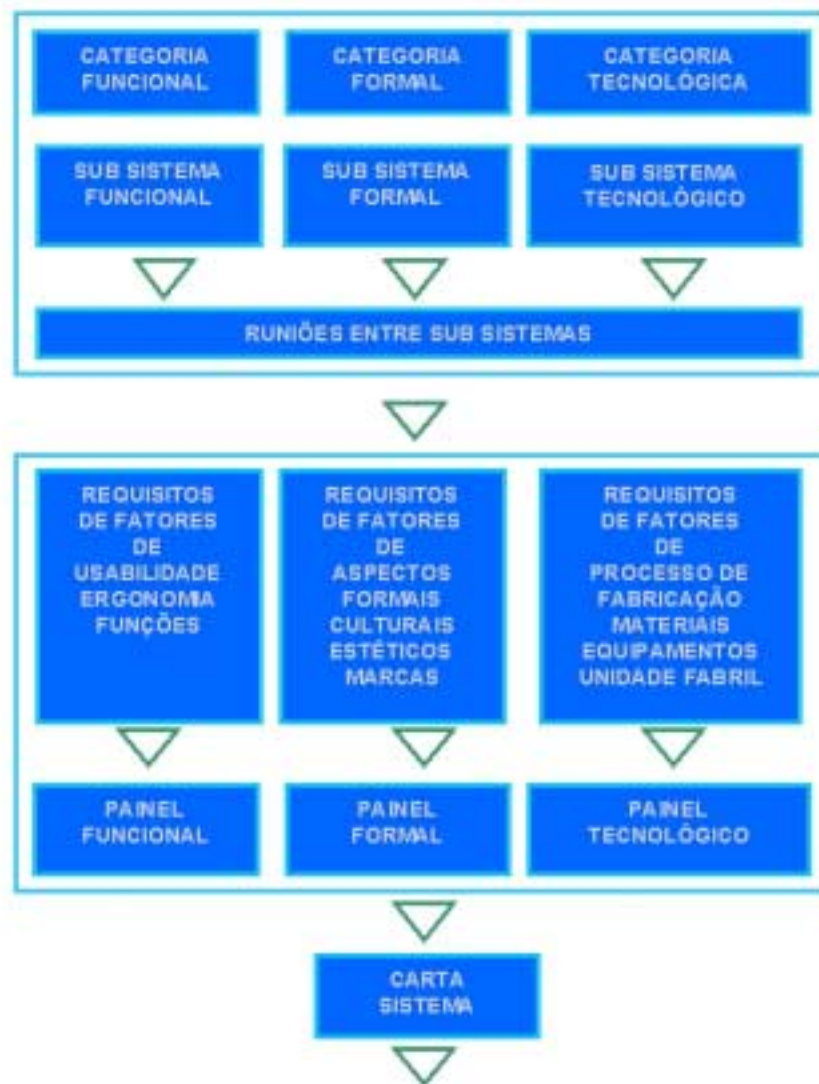 CATEGORIA
FUNCIONAL
CATEGORIA
FORMAL
CATEGORIA
TECNOLÓGICA
SUB SISTEMA
FUNCIONAL
SUB SISTEMA
FORMAL
SUB SISTEMA
TECNOLÓGICO
RUNIÕES ENTRE SUB SISTEMAS
REQUISITOS
DE FATORES
DE
USABILIDADE
ERGONOMIA
FUNÇÕES
REQUISITOS
DE FATORES
DE
ASPECTOS
FORMAIS
CULTURAIS
ESTÉTICOS
MARCAS
REQUISITOS
DE FATORES
DE
PROCESSO DE
FABRICAÇÃO
MATERIAIS
EQUIPAMENTOS
UNIDADE FABRIL
PAINEL
FUNCIONAL
PAINEL
FORMAL
PAINEL
TECNOLÓGICO
CARTA
SISTEMA